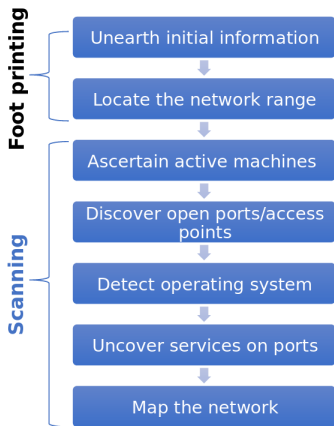 Foot printing
Unearth initial information
Locate the network range
Scanning
Ascertain active machines
Discover open ports/access
points
Detect operating system
Uncover services on ports
Map the network